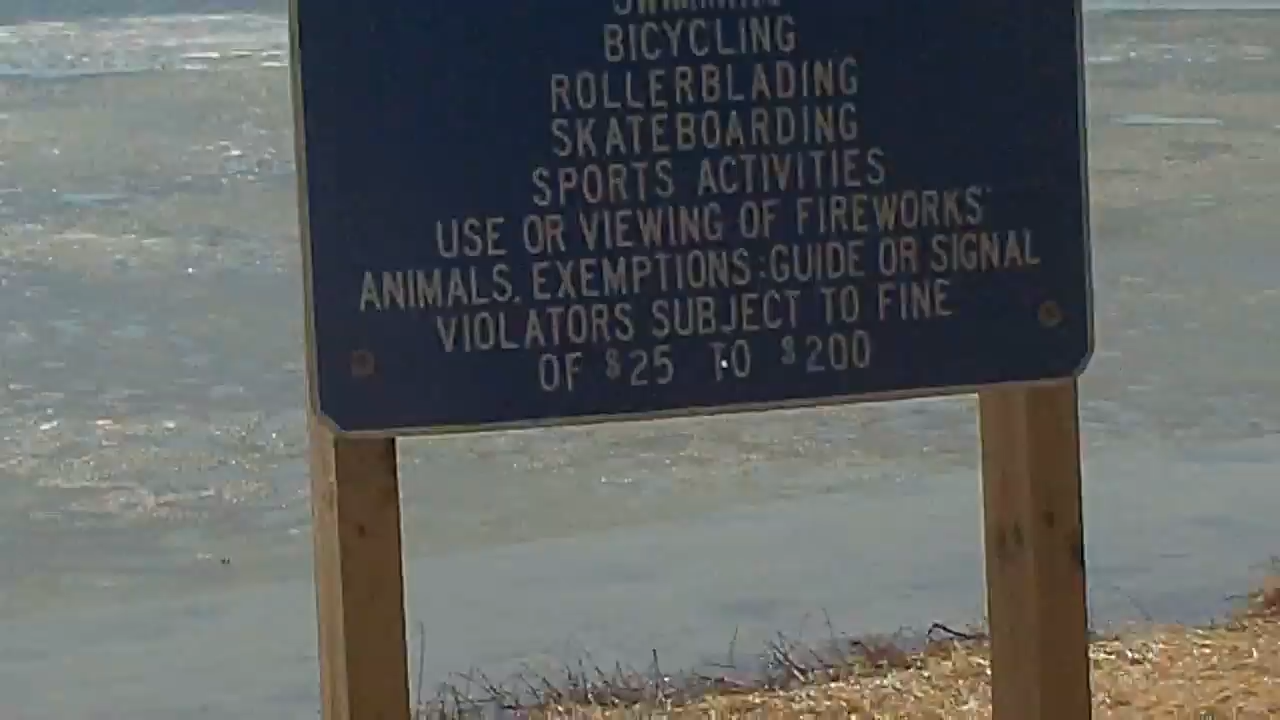 SWIMMING
BICYCLING
ROLLERBLADING
SKATEBOARDING
SPORTS ACTIVITIES
USE OR VIEWING OF FIREWORKS
ANIMALS. EXEMPTIONS:GUIDE OR SIGNAL
VIOLATORS SUBJECT TO FINE
OF $25 TO $200